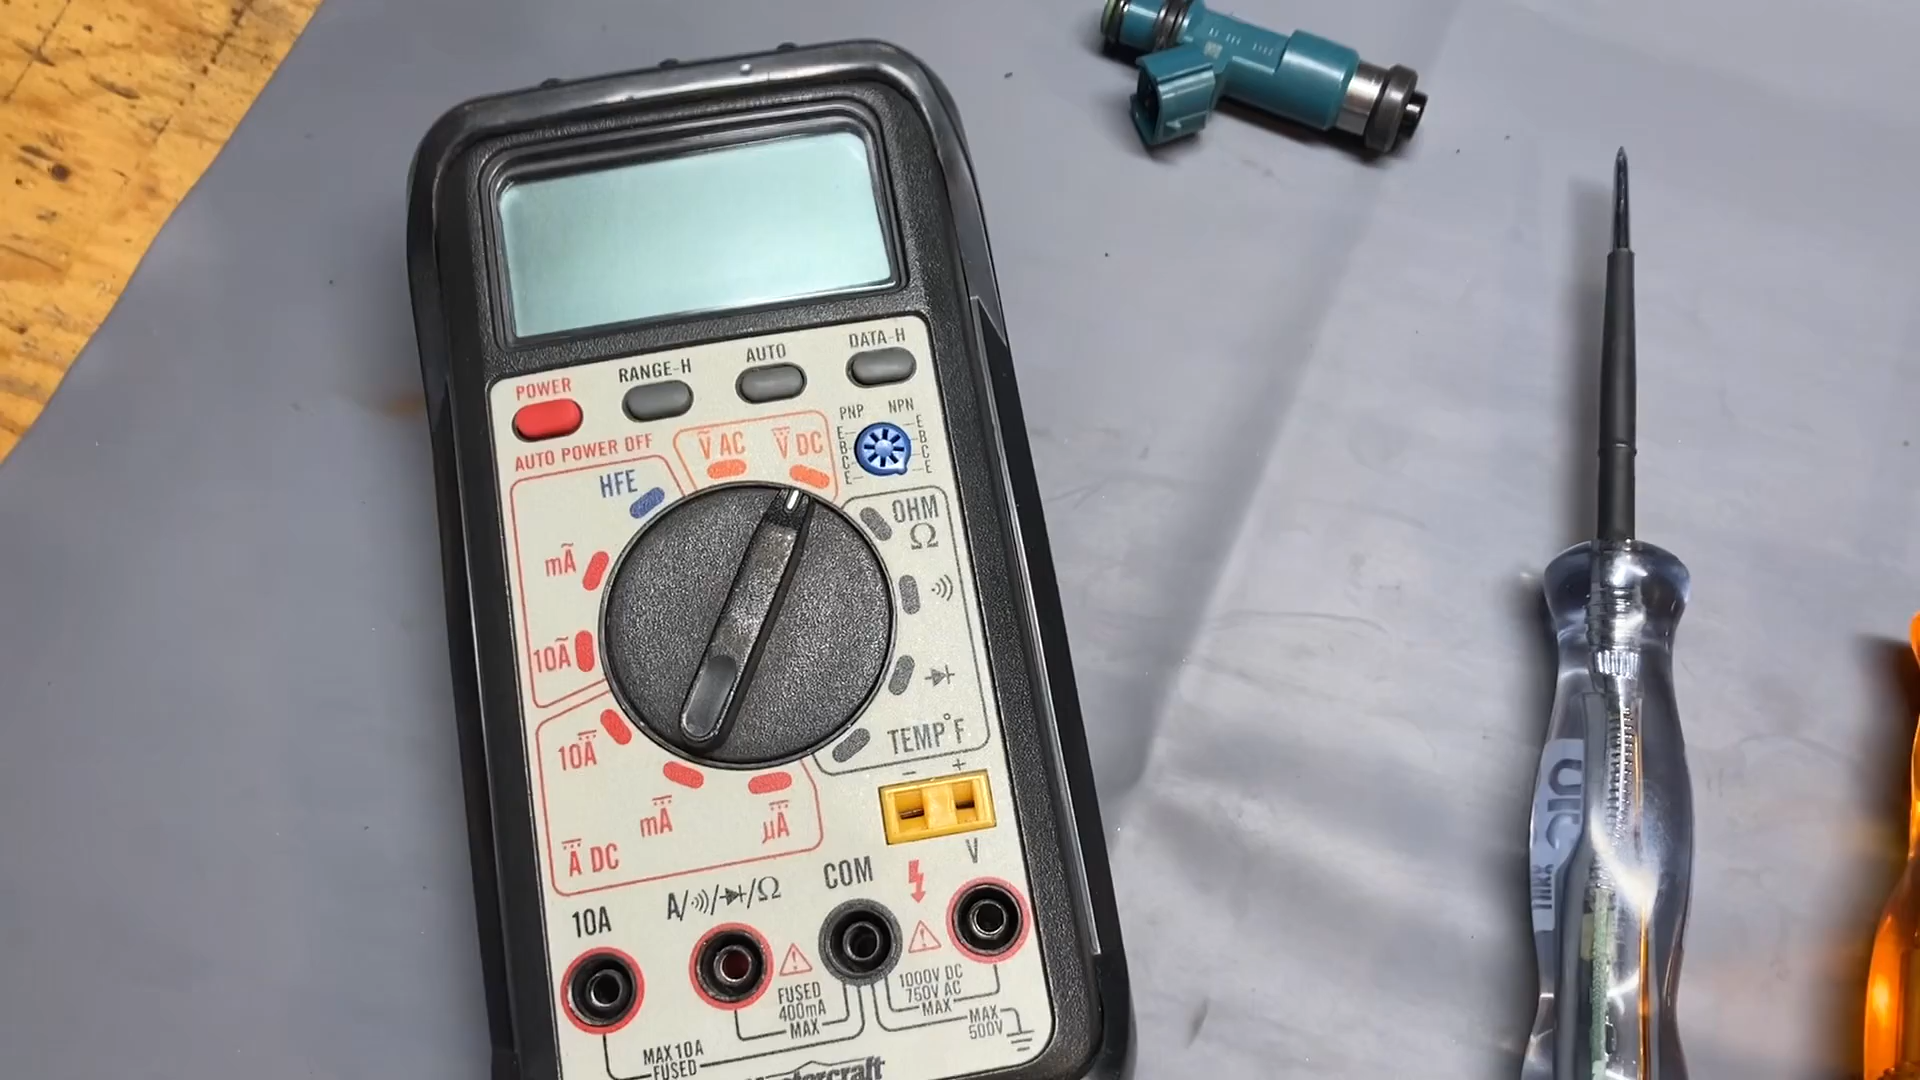 POWER
RANGE-H
AUTO
DATA-H
AUTO POWER OFF
PNP
NPN
E
B
C
E
E
B
C
E
HFE
V AC
V DC
OHM
Ω
mA
10A
10A
mA
µA
A DC
TEMP°F
- +
10A
A/
/Ω
COM
V
FUSED
400mA
MAX
1000V DC
750V AC
MAX
MAX
500V
MAX 10A
FUSED